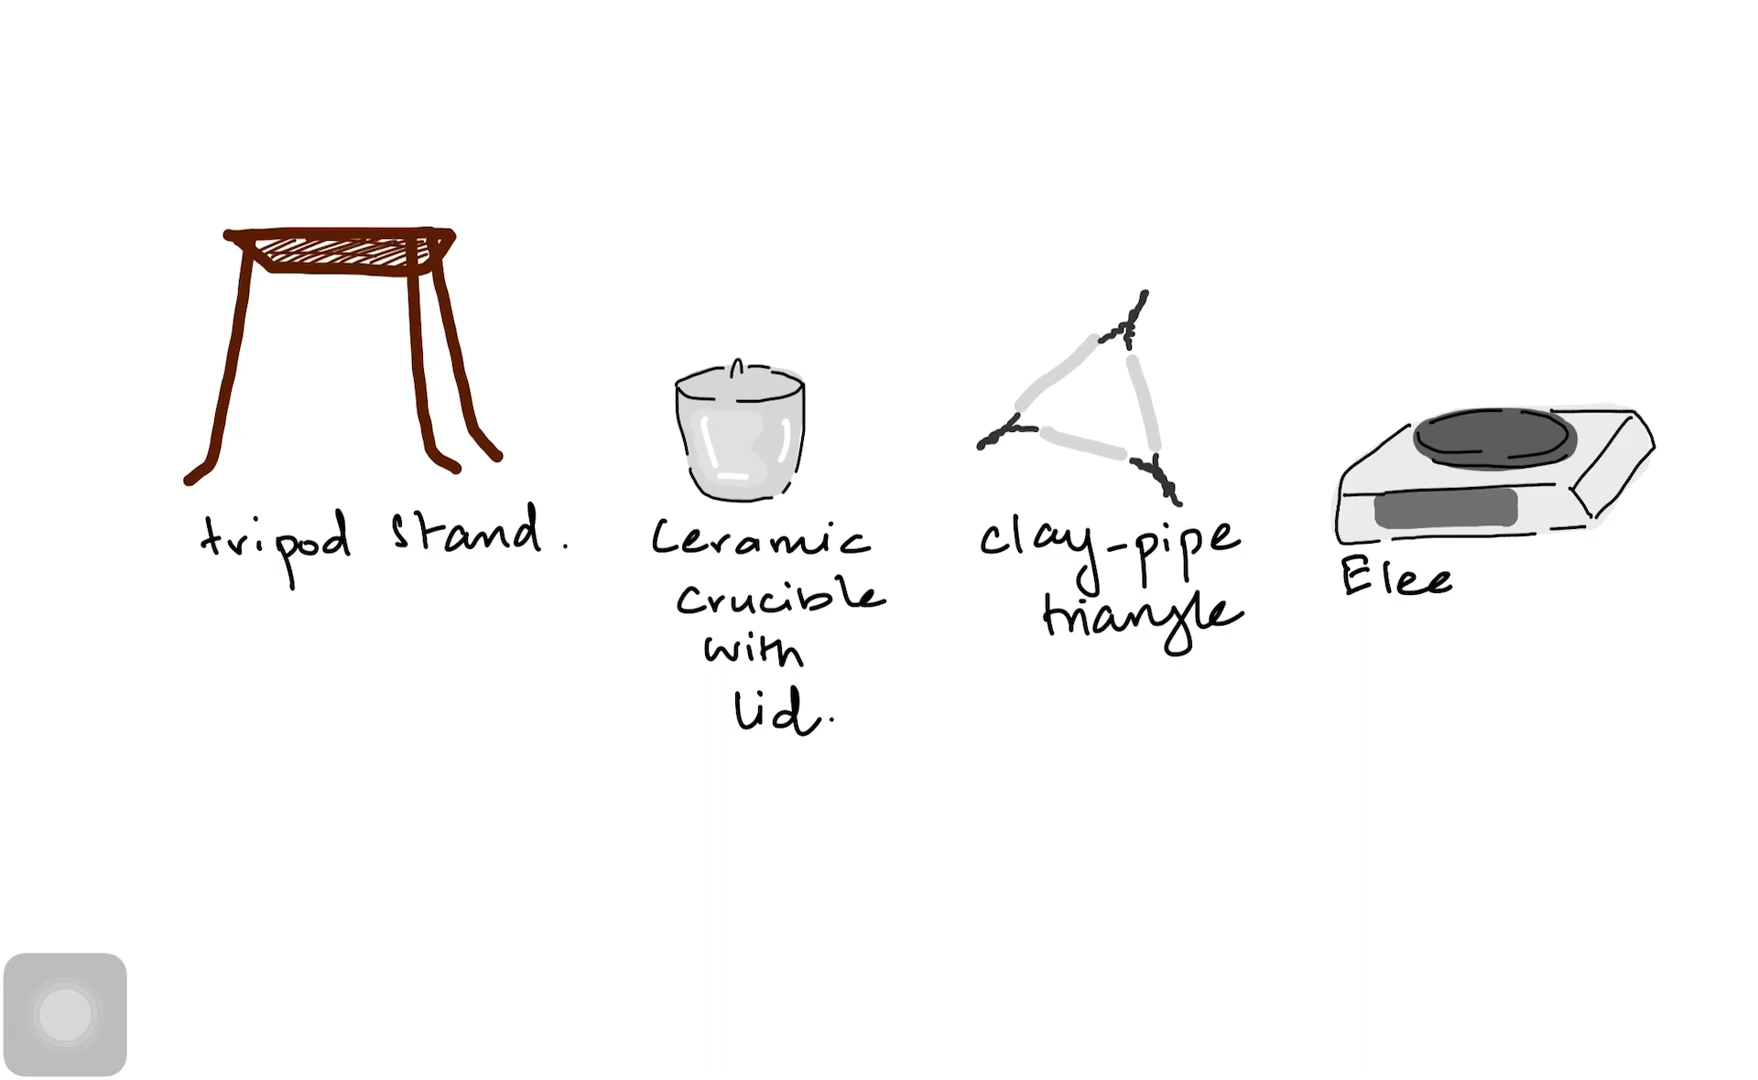 tripod stand.
Ceramic
crucible
with
lid.
clay-pipe
triangle
Elee